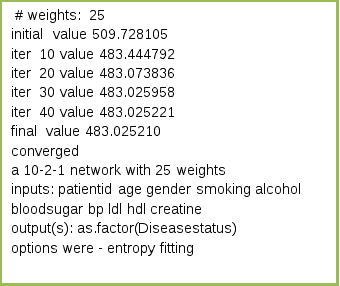 # weights:  25
initial  value 509.728105
iter  10 value 483.444792
iter  20 value 483.073836
iter  30 value 483.025958
iter  40 value 483.025221
final  value 483.025210
converged
a 10-2-1 network with 25 weights
inputs: patientid age gender smoking alcohol
bloodsugar bp ldl hdl creatine
output(s): as.factor(Diseasestatus)
options were - entropy fitting